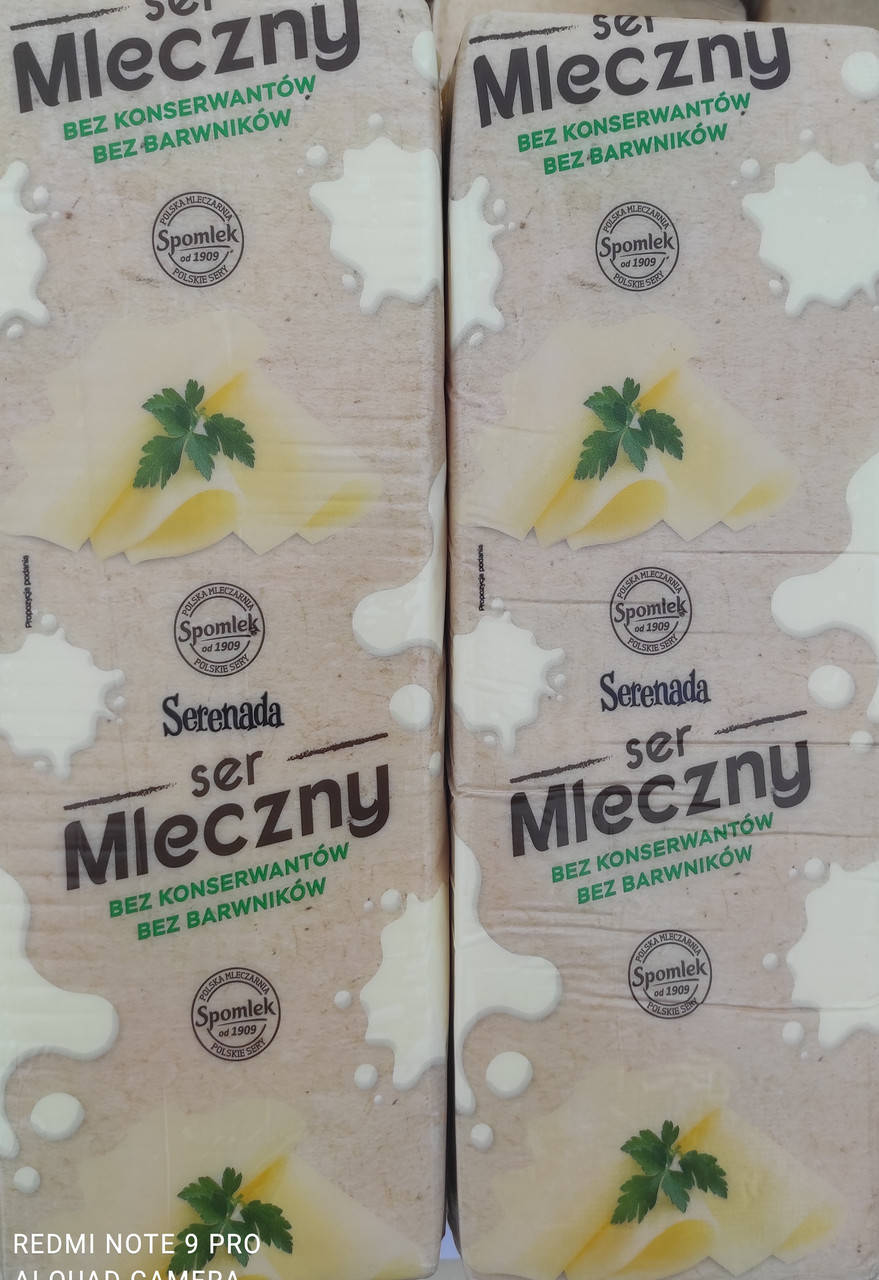 ser
Mleczny
BEZ KONSERWANTÓW
BEZ BARWNIKÓW
POLSKA MLECZARNIA
Spomlek
od 1909
POLSKIE SERY
Propozycja podania
POLSKA MLECZARNIA
Spomlek
od 1909
POLSKIE SERY
Serenada
ser
Mleczny
BEZ KONSERWANTÓW
BEZ BARWNIKÓW
POLSKA MLECZARNIA
Spomlek
od 1909
POLSKIE SERY
ser
Mleczny
BEZ KONSERWANTÓW
BEZ BARWNIKÓW
POLSKA MLECZARNIA
Spomlek
od 1909
POLSKIE SERY
Propozycja podania
POLSKA MLECZARNIA
Spomlek
od 1909
POLSKIE SERY
Serenada
ser
Mleczny
BEZ KONSERWANTÓW
BEZ BARWNIKÓW
POLSKA MLECZARNIA
Spomlek
od 1909
POLSKIE SERY
REDMI NOTE 9 PRO
AI QUAD CAMERA